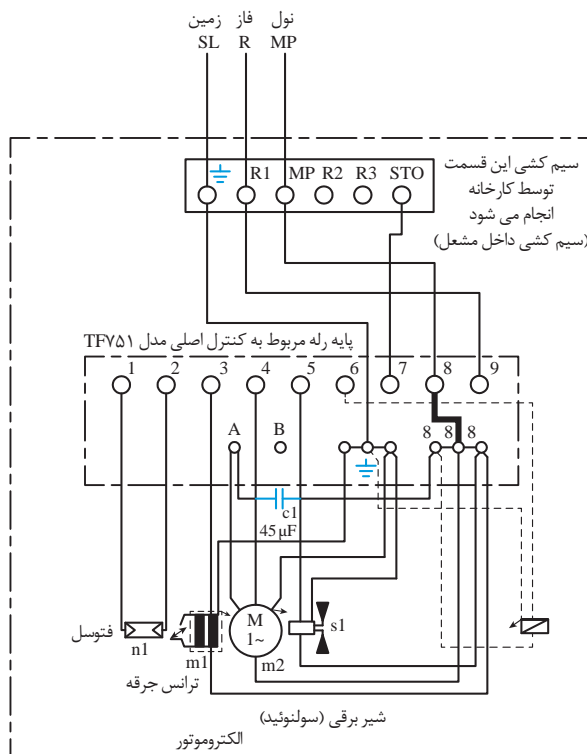 زمین فاز نول
SL R MP
R1 MP R2 R3 STO
سیم کشی این قسمت
توسط کارخانه
انجام می شود
(سیم کشی داخل مشعل)
پایه رله مربوط به کنترل اصلی مدل TF۷۵۱
1 2 3 4 5 6 7 8 9
A B 8 8 8
c1
45µF
M
1~
s1
فتوسل
n1
m1
m2
ترانس جرقه
شیر برقی (سولنوئید)
الکتروموتور